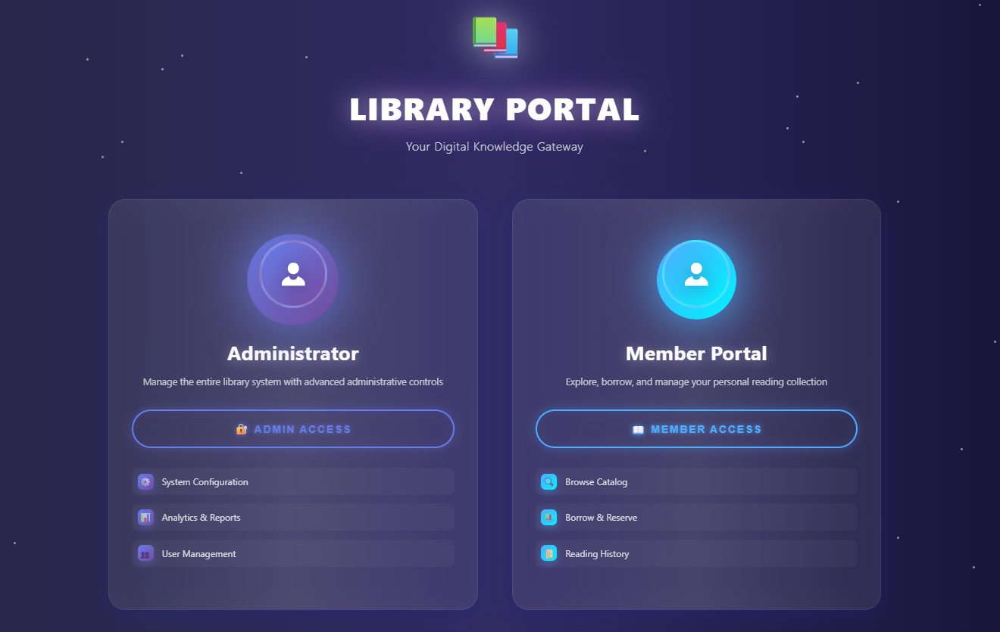 LIBRARY PORTAL
Your Digital Knowledge Gateway
Administrator
Manage the entire library system with advanced administrative controls
ADMIN ACCESS
System Configuration
Analytics & Reports
User Management
Member Portal
Explore, borrow, and manage your personal reading collection
MEMBER ACCESS
Browse Catalog
Borrow & Reserve
Reading History